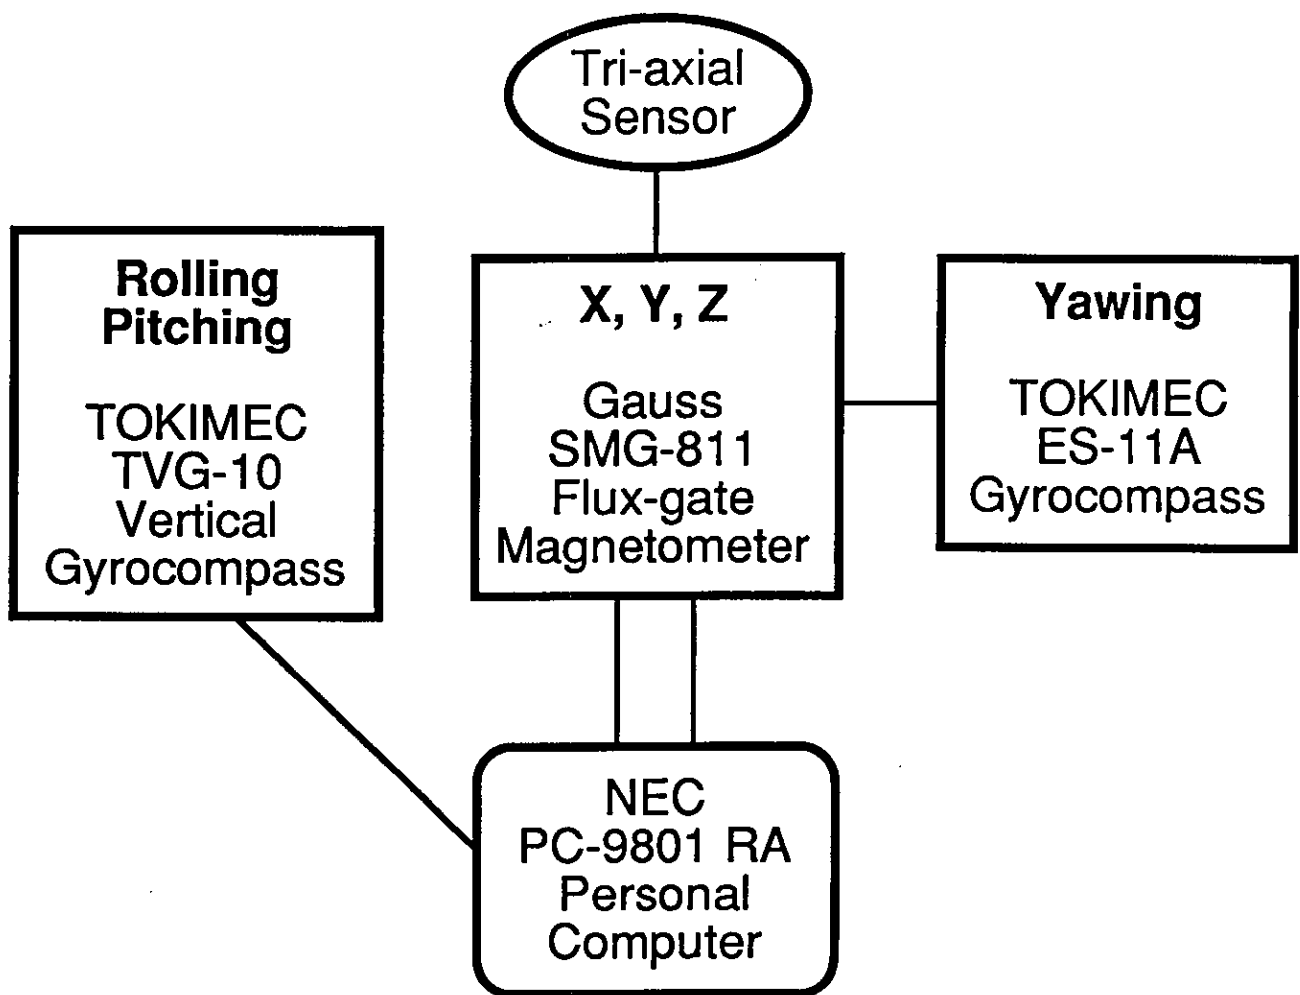 Tri-axial
Sensor
Rolling
Pitching
TOKIMEC
TVG-10
Vertical
Gyrocompass
X, Y, Z
Gauss
SMG-811
Flux-gate
Magnetometer
Yawing
TOKIMEC
ES-11A
Gyrocompass
NEC
PC-9801 RA
Personal
Computer